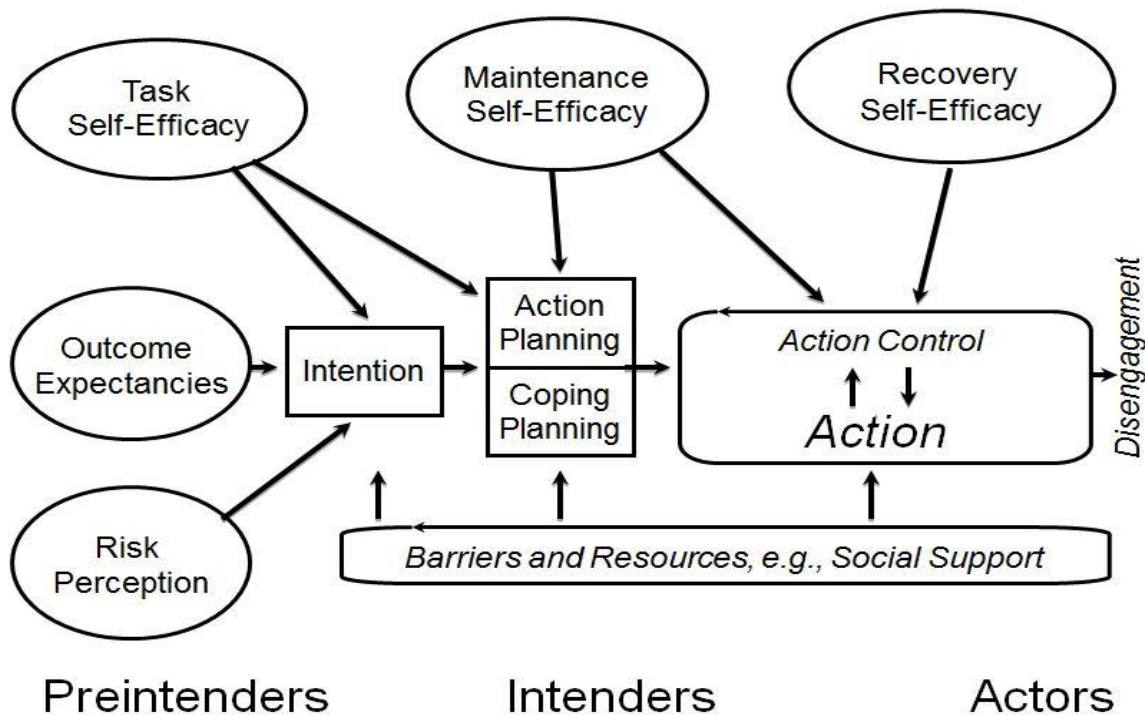 Task
Self-Efficacy
Maintenance
Self-Efficacy
Recovery
Self-Efficacy
Outcome
Expectancies
Intention
Action
Planning
Coping
Planning
Action Control
Action
Disengagement
Risk
Perception
Barriers and Resources, e.g., Social Support
Preintenders
Intenders
Actors